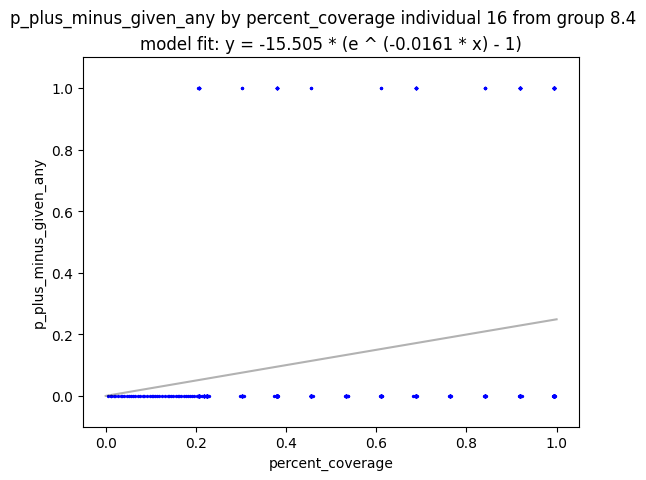 p_plus_minus_given_any by percent_coverage individual 16 from group 8.4
model fit: y = -15.505 * (e ^ (-0.0161 * x) - 1)
1.0
0.8
0.6
0.4
0.2
0.0
p_plus_minus_given_any
0.0 0.2 0.4 0.6 0.8 1.0
percent_coverage